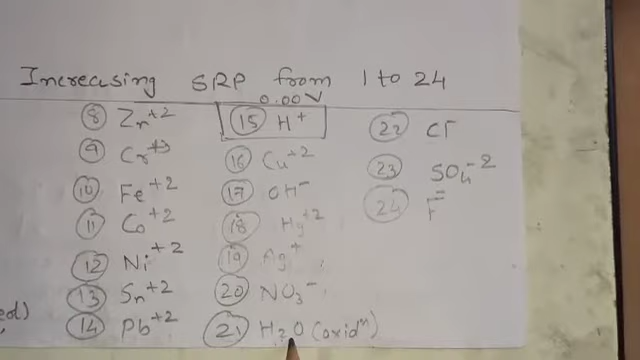 Increasing SRP from 1 to 24
0.00V
8 Zn+2
9 Cr+3
10 Fe+2
11 Co+2
12 Ni+2
13 Sn+2
14 Pb+2
15 H+
16 Cu+2
17 OH-
18 Hg+2
19 Ag+
20 NO3-
21 H2O (oxidn)
22 Cl-
23 SO4-2
24 F-